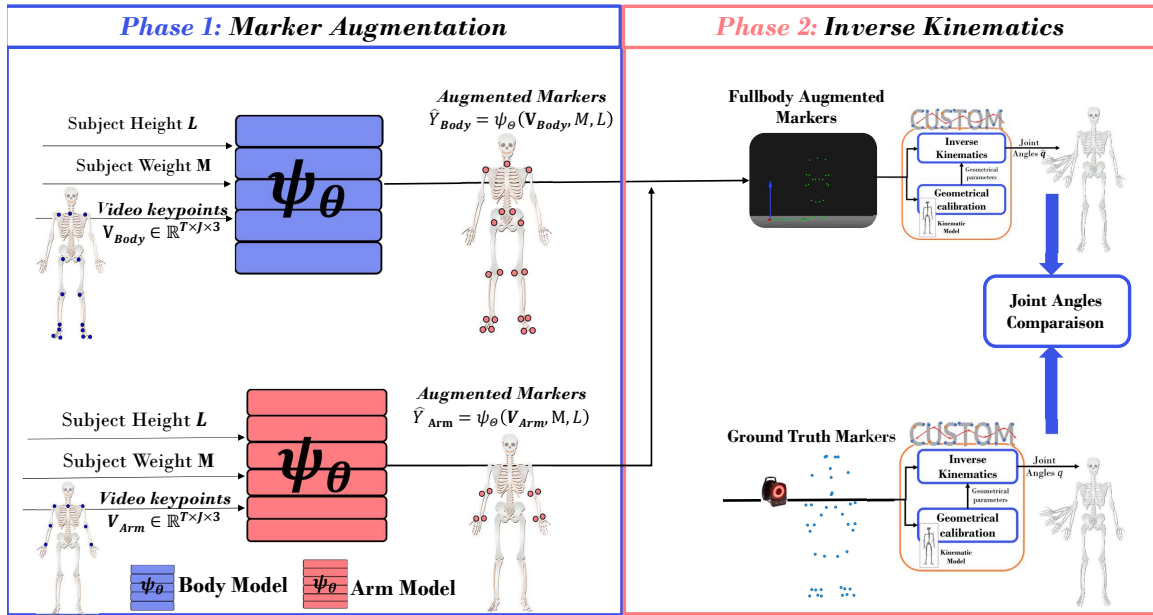 Phase 1: Marker Augmentation
Phase 2: Inverse Kinematics
Subject Height L
Subject Weight M
Video keypoints
V_Body ∈ ℝ^{T×J×3}
ψ_θ
Augmented Markers
Ŷ_Body = ψ_Θ(V_Body, M, L)
Subject Height L
Subject Weight M
Video keypoints
V_Arm ∈ ℝ^{T×J×3}
ψ_θ
Augmented Markers
Ŷ_Arm = ψ_Θ(V_Arm, M, L)
ψ_θ Body Model
ψ_θ Arm Model
Fullbody Augmented
Markers
CUSTOM
Inverse
Kinematics
Geometrical
parameters
Geometrical
calibration
Kinematic
Model
Joint
Angles q̂
Joint Angles
Comparaison
Ground Truth Markers
CUSTOM
Inverse
Kinematics
Geometrical
parameters
Geometrical
calibration
Kinematic
Model
Joint
Angles q